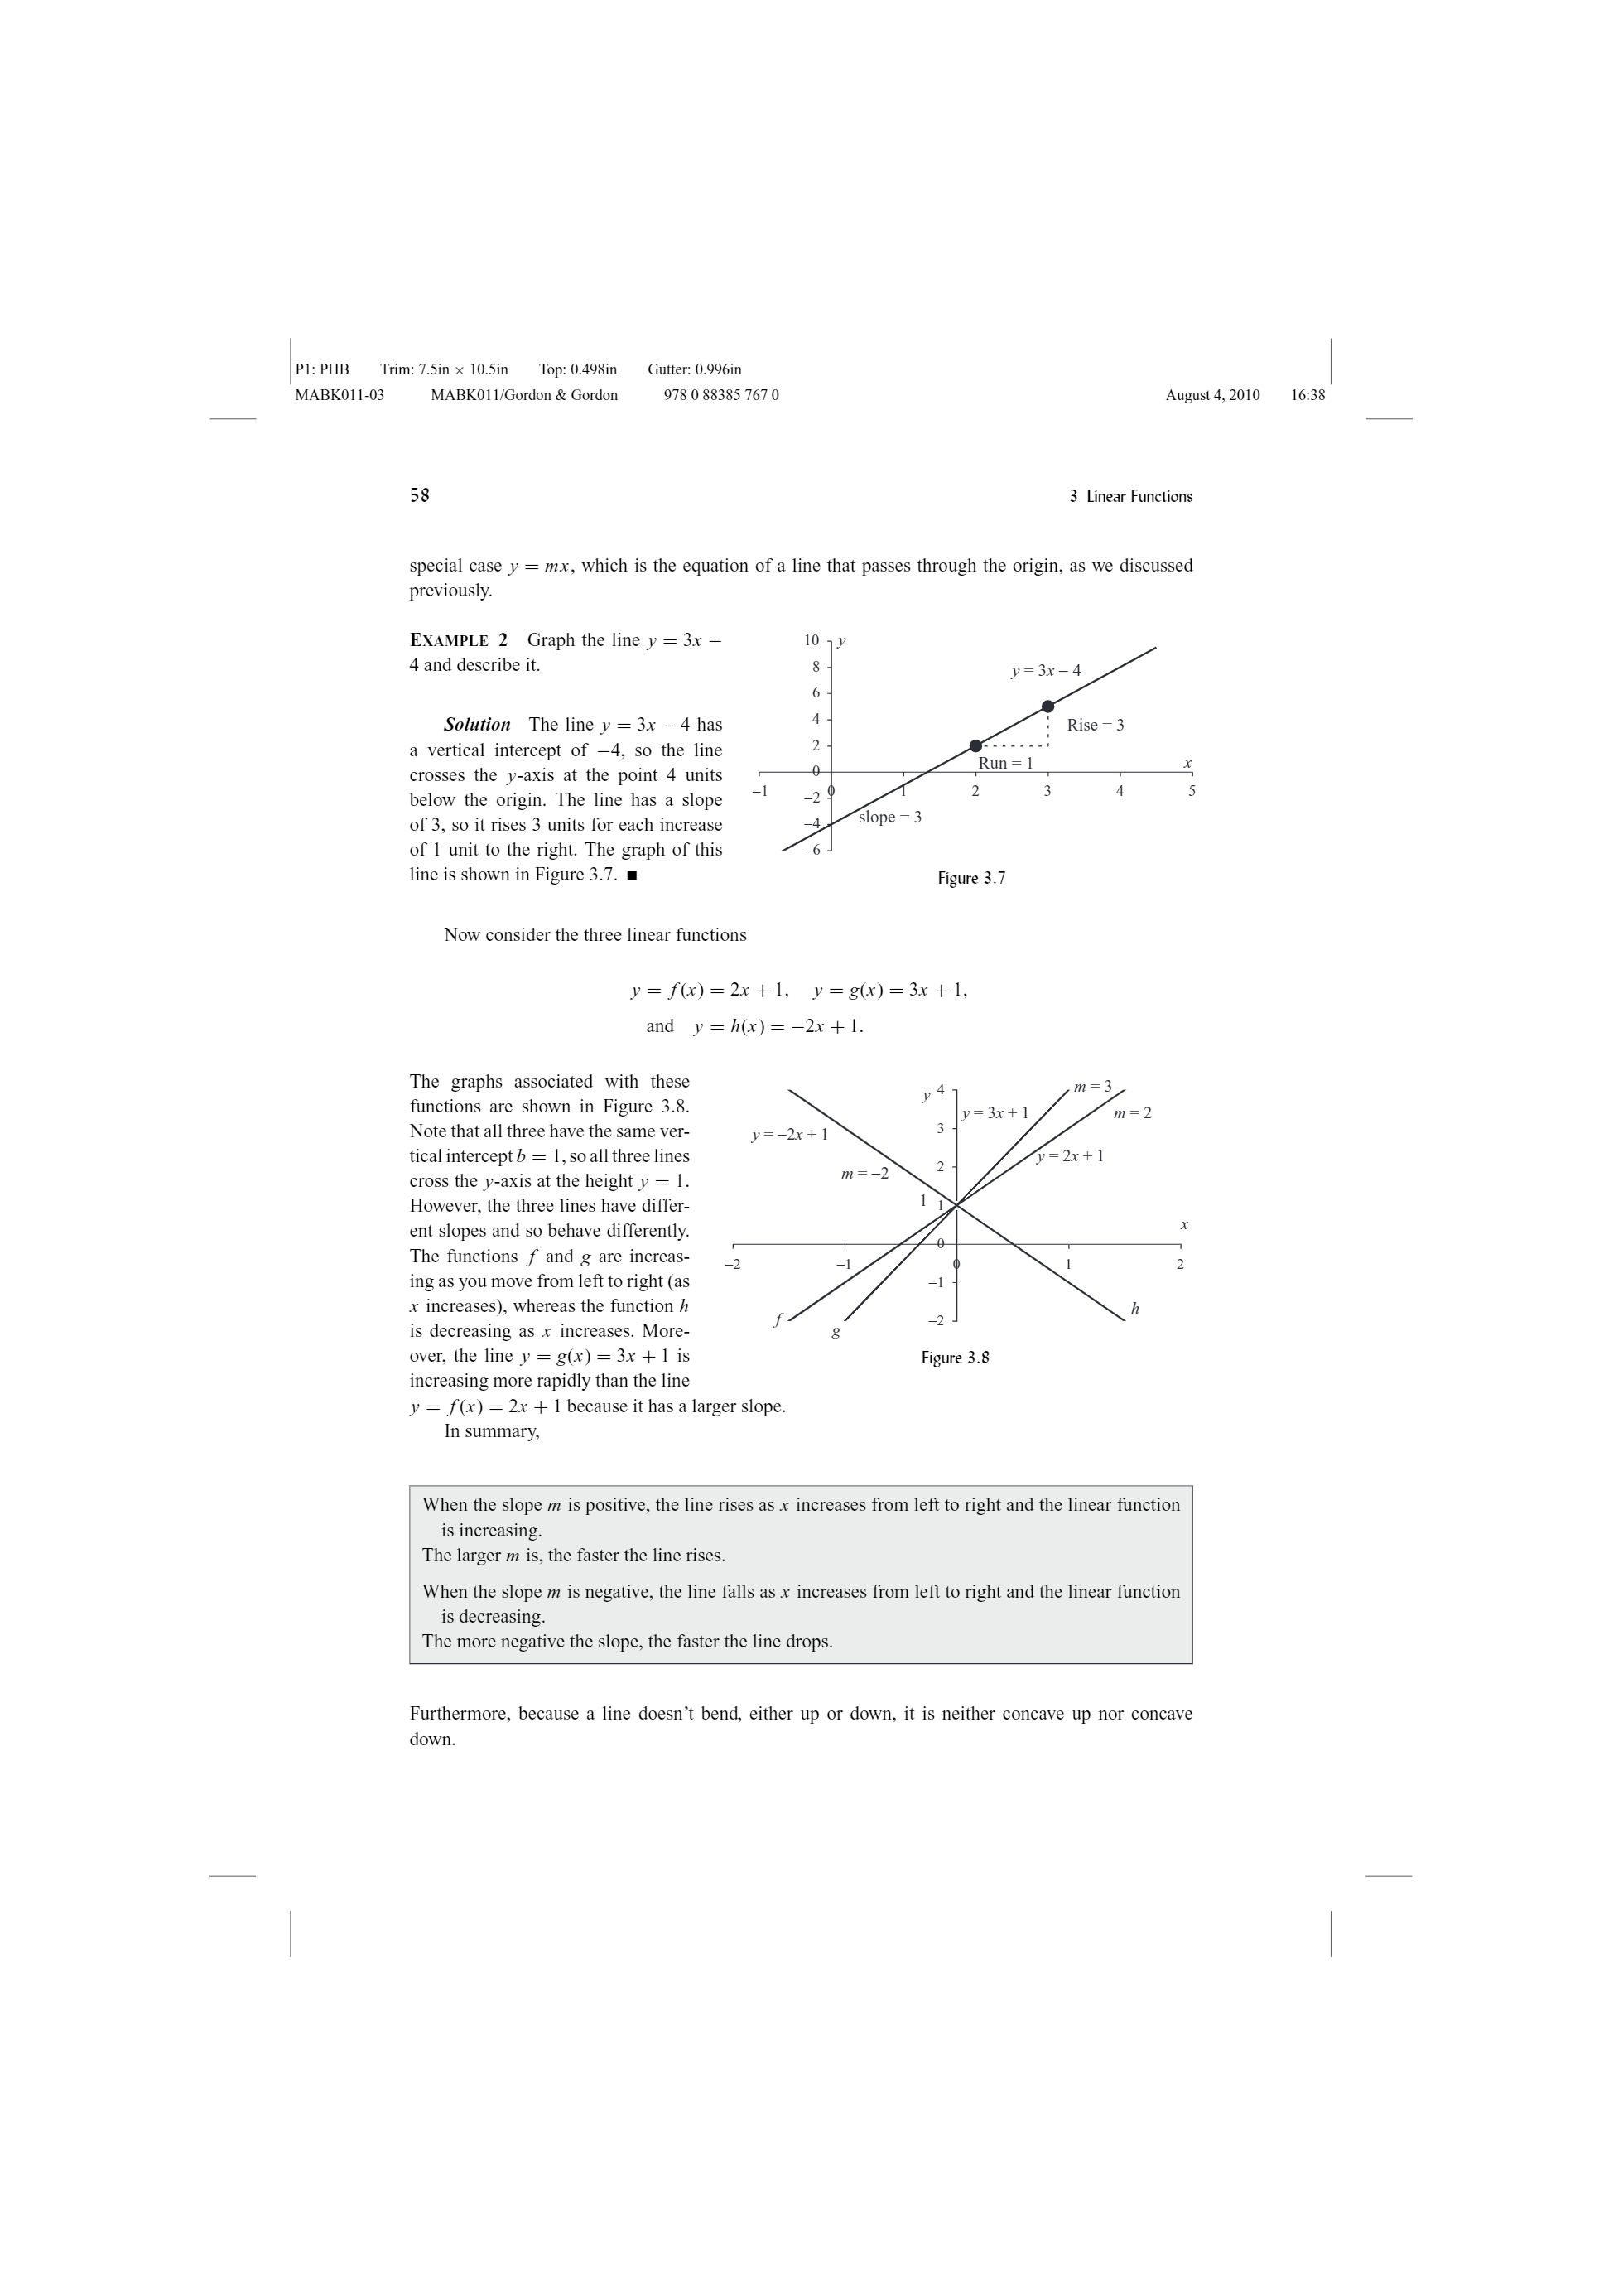 P1: PHB Trim: 7.5in × 10.5in Top: 0.498in Gutter: 0.996in
MABK011-03 MABK011/Gordon & Gordon 978 0 88385 767 0 August 4, 2010 16:38
58 3 Linear Functions
special case y = mx, which is the equation of a line that passes through the origin, as we discussed
previously.
EXAMPLE 2 Graph the line y = 3x −
4 and describe it.
Solution The line y = 3x − 4 has
a vertical intercept of −4, so the line
crosses the y-axis at the point 4 units
below the origin. The line has a slope
of 3, so it rises 3 units for each increase
of 1 unit to the right. The graph of this
line is shown in Figure 3.7. ■
10 y
8
6
4
2
0
−2
−4
−6
−1 0 1 2 3 4 5
x
y = 3x − 4
Rise = 3
Run = 1
slope = 3
Figure 3.7
Now consider the three linear functions
y = f(x) = 2x + 1, y = g(x) = 3x + 1,
and y = h(x) = −2x + 1.
The graphs associated with these
functions are shown in Figure 3.8.
Note that all three have the same ver-
tical intercept b = 1, so all three lines
cross the y-axis at the height y = 1.
However, the three lines have differ-
ent slopes and so behave differently.
The functions f and g are increas-
ing as you move from left to right (as
x increases), whereas the function h
is decreasing as x increases. More-
over, the line y = g(x) = 3x + 1 is
increasing more rapidly than the line
y = f(x) = 2x + 1 because it has a larger slope.
y 4
3
2
1 1
0
−1
−2
−2 −1 0 1 2
x
m = 3
y = 3x + 1
m = 2
y = −2x + 1
y = 2x + 1
m = −2
f
g
h
Figure 3.8
In summary,
When the slope m is positive, the line rises as x increases from left to right and the linear function
is increasing.
The larger m is, the faster the line rises.
When the slope m is negative, the line falls as x increases from left to right and the linear function
is decreasing.
The more negative the slope, the faster the line drops.
Furthermore, because a line doesn’t bend, either up or down, it is neither concave up nor concave
down.